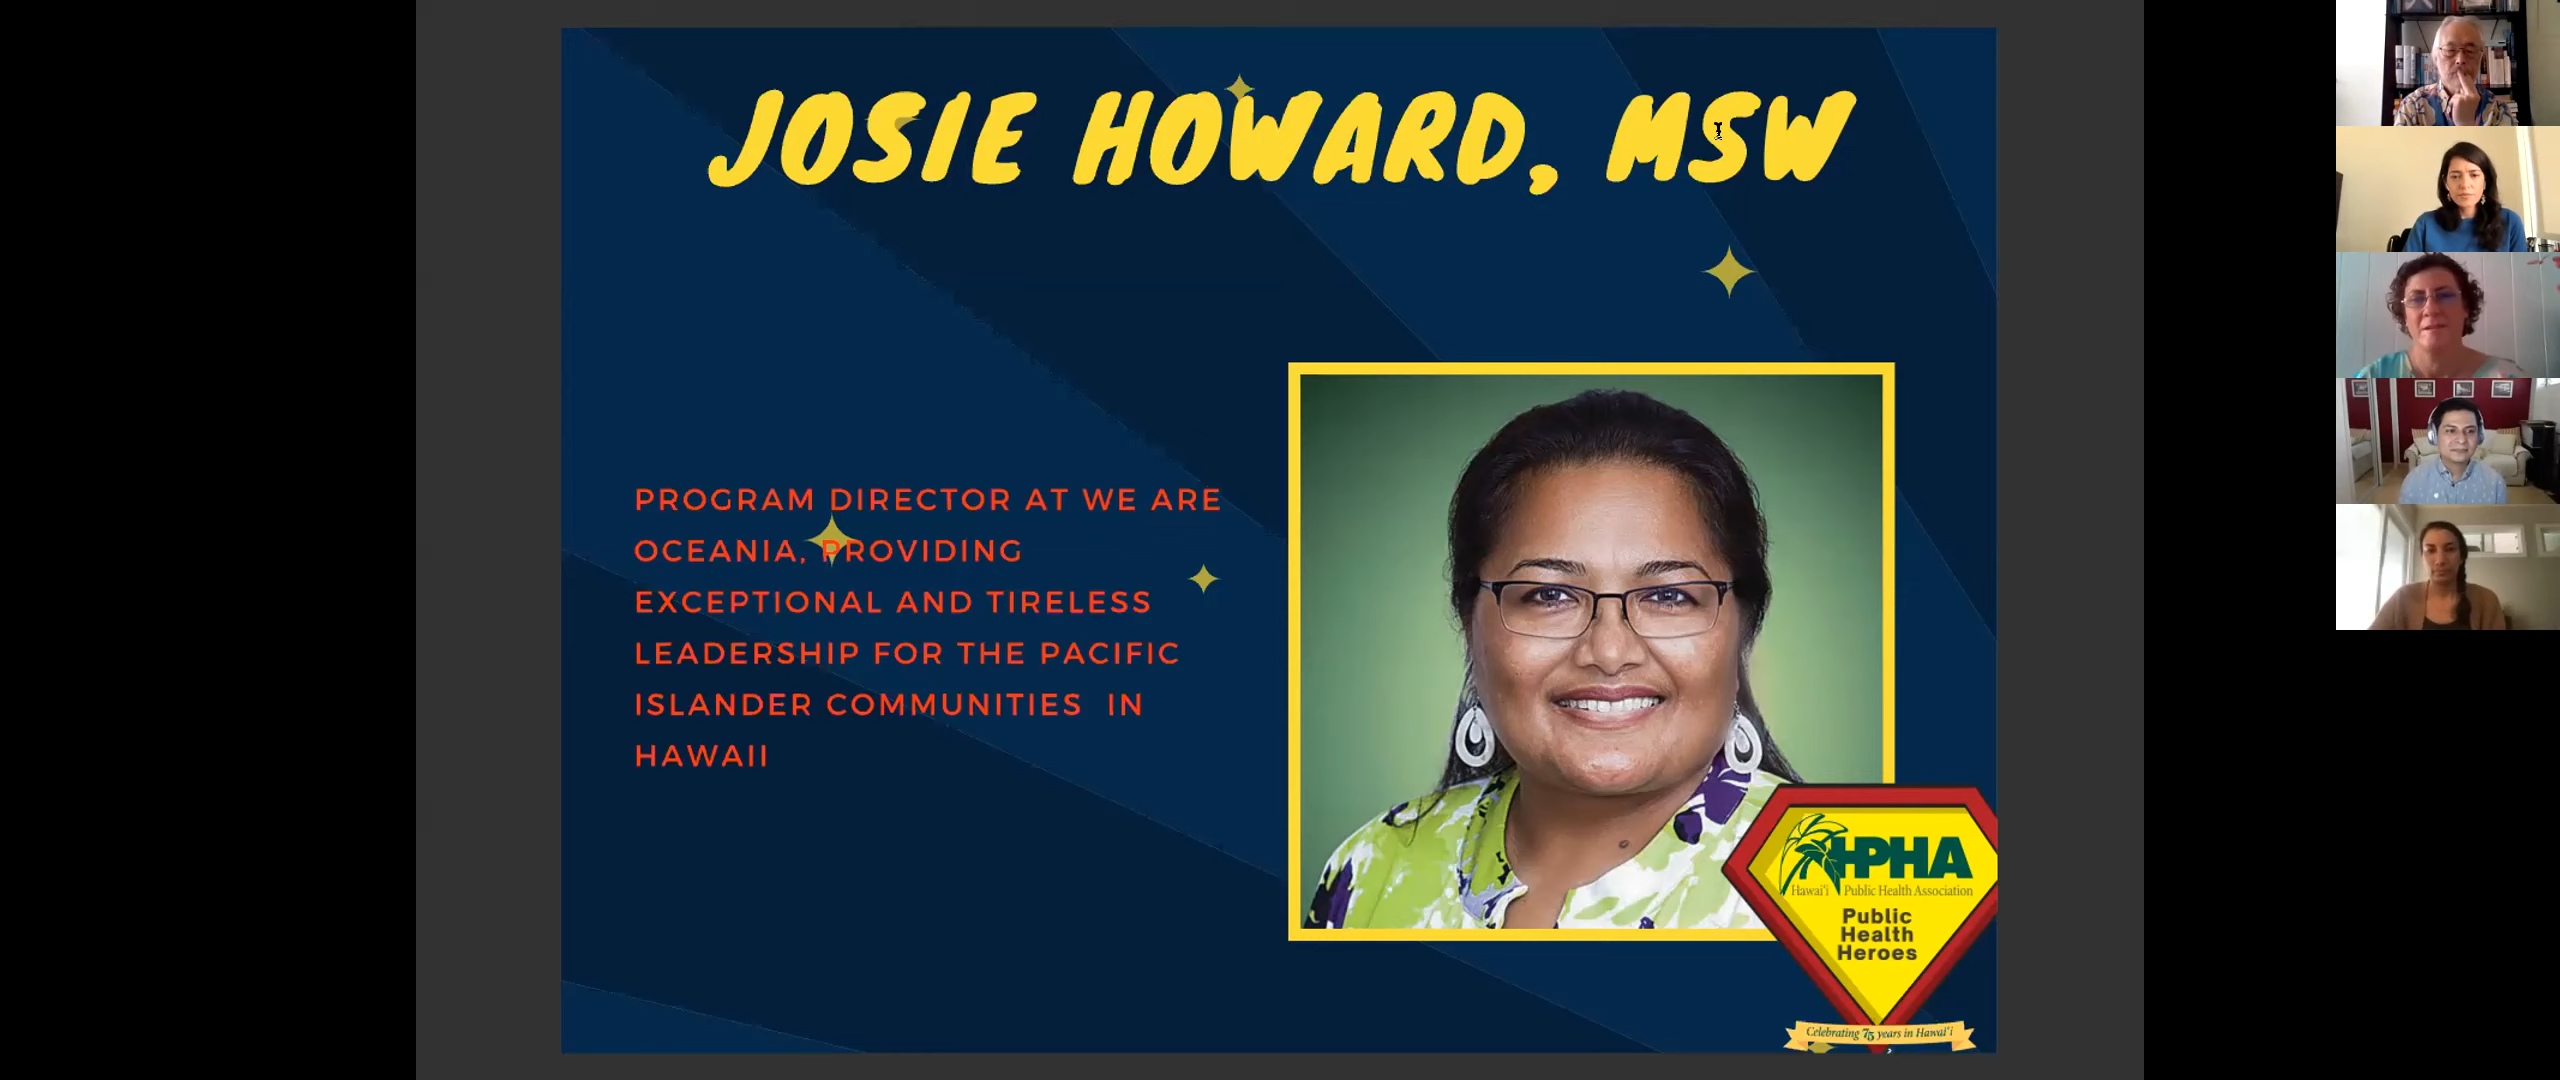 JOSIE HOWARD, MSW
PROGRAM DIRECTOR AT WE ARE
OCEANIA, PROVIDING
EXCEPTIONAL AND TIRELESS
LEADERSHIP FOR THE PACIFIC
ISLANDER COMMUNITIES IN
HAWAII
HPHA
Hawai'i Public Health Association
Public
Health
Heroes
Celebrating 75 years in Hawai'i